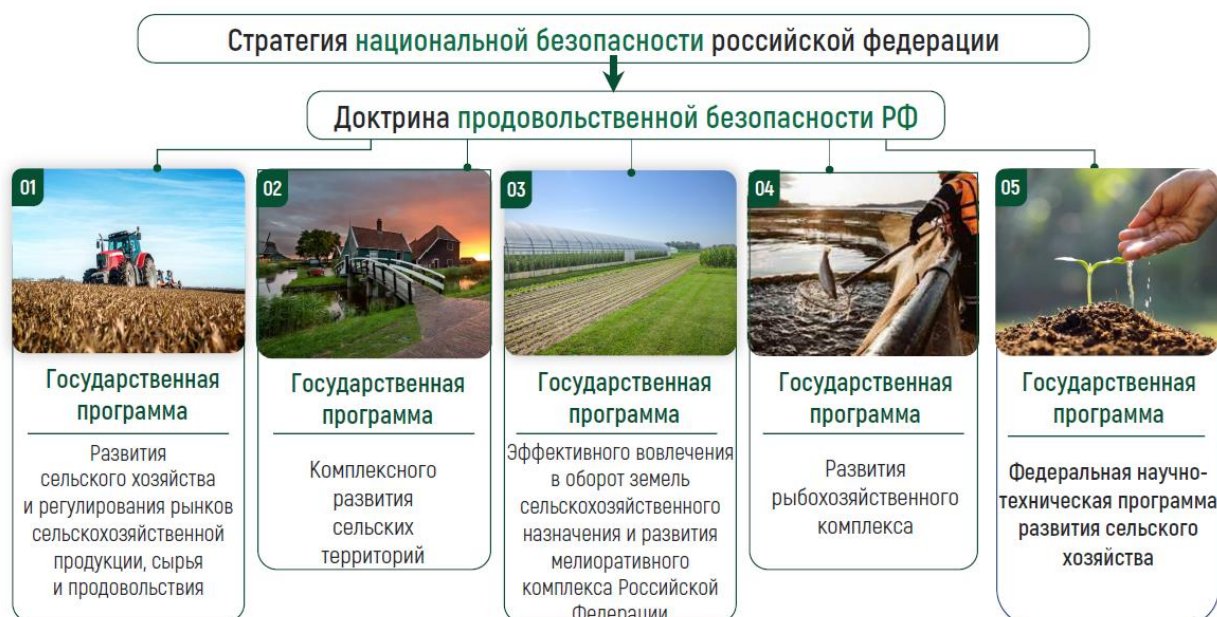 Стратегия национальной безопасности российской федерации
Доктрина продовольственной безопасности РФ
01
Государственная
программа
Развития
сельского хозяйства
и регулирования рынков
сельскохозяйственной
продукции, сырья
и продовольствия
02
Государственная
программа
Комплексного
развития
сельских
территорий
03
Государственная
программа
Эффективного вовлечения
в оборот земель
сельскохозяйственного
назначения и развития
мелиоративного
комплекса Российской
Федерации
04
Государственная
программа
Развития
рыбохозяйственного
комплекса
05
Государственная
программа
Федеральная научно-
техническая программа
развития сельского
хозяйства